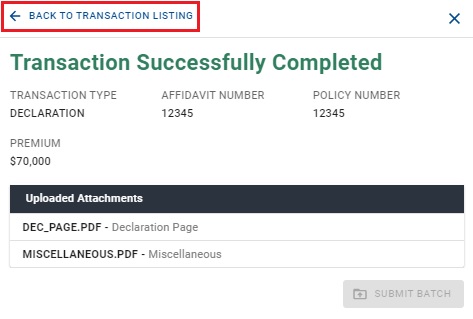 BACK TO TRANSACTION LISTING
Transaction Successfully Completed
TRANSACTION TYPE AFFIDAVIT NUMBER POLICY NUMBER
DECLARATION 12345 12345
PREMIUM
$70,000
Uploaded Attachments
DEC_PAGE.PDF - Declaration Page
MISCELLANEOUS.PDF - Miscellaneous
SUBMIT BATCH